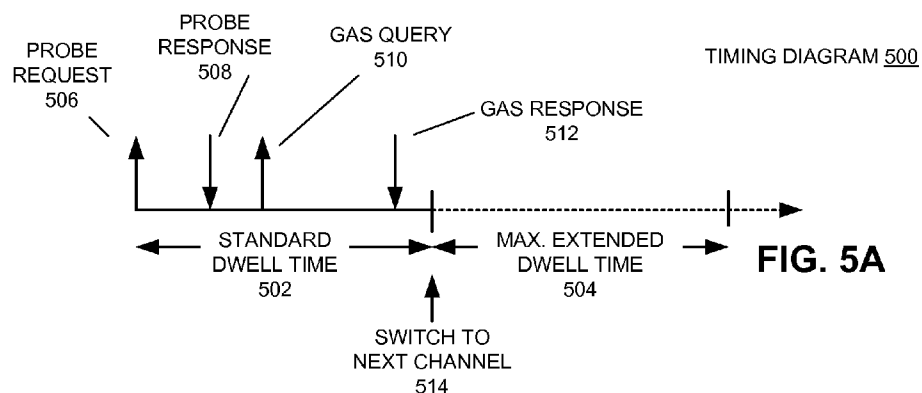 PROBE
REQUEST
506
PROBE
RESPONSE
508
GAS QUERY
510
TIMING DIAGRAM 500
GAS RESPONSE
512
STANDARD
DWELL TIME
502
MAX. EXTENDED
DWELL TIME
504
FIG. 5A
SWITCH TO
NEXT CHANNEL
514